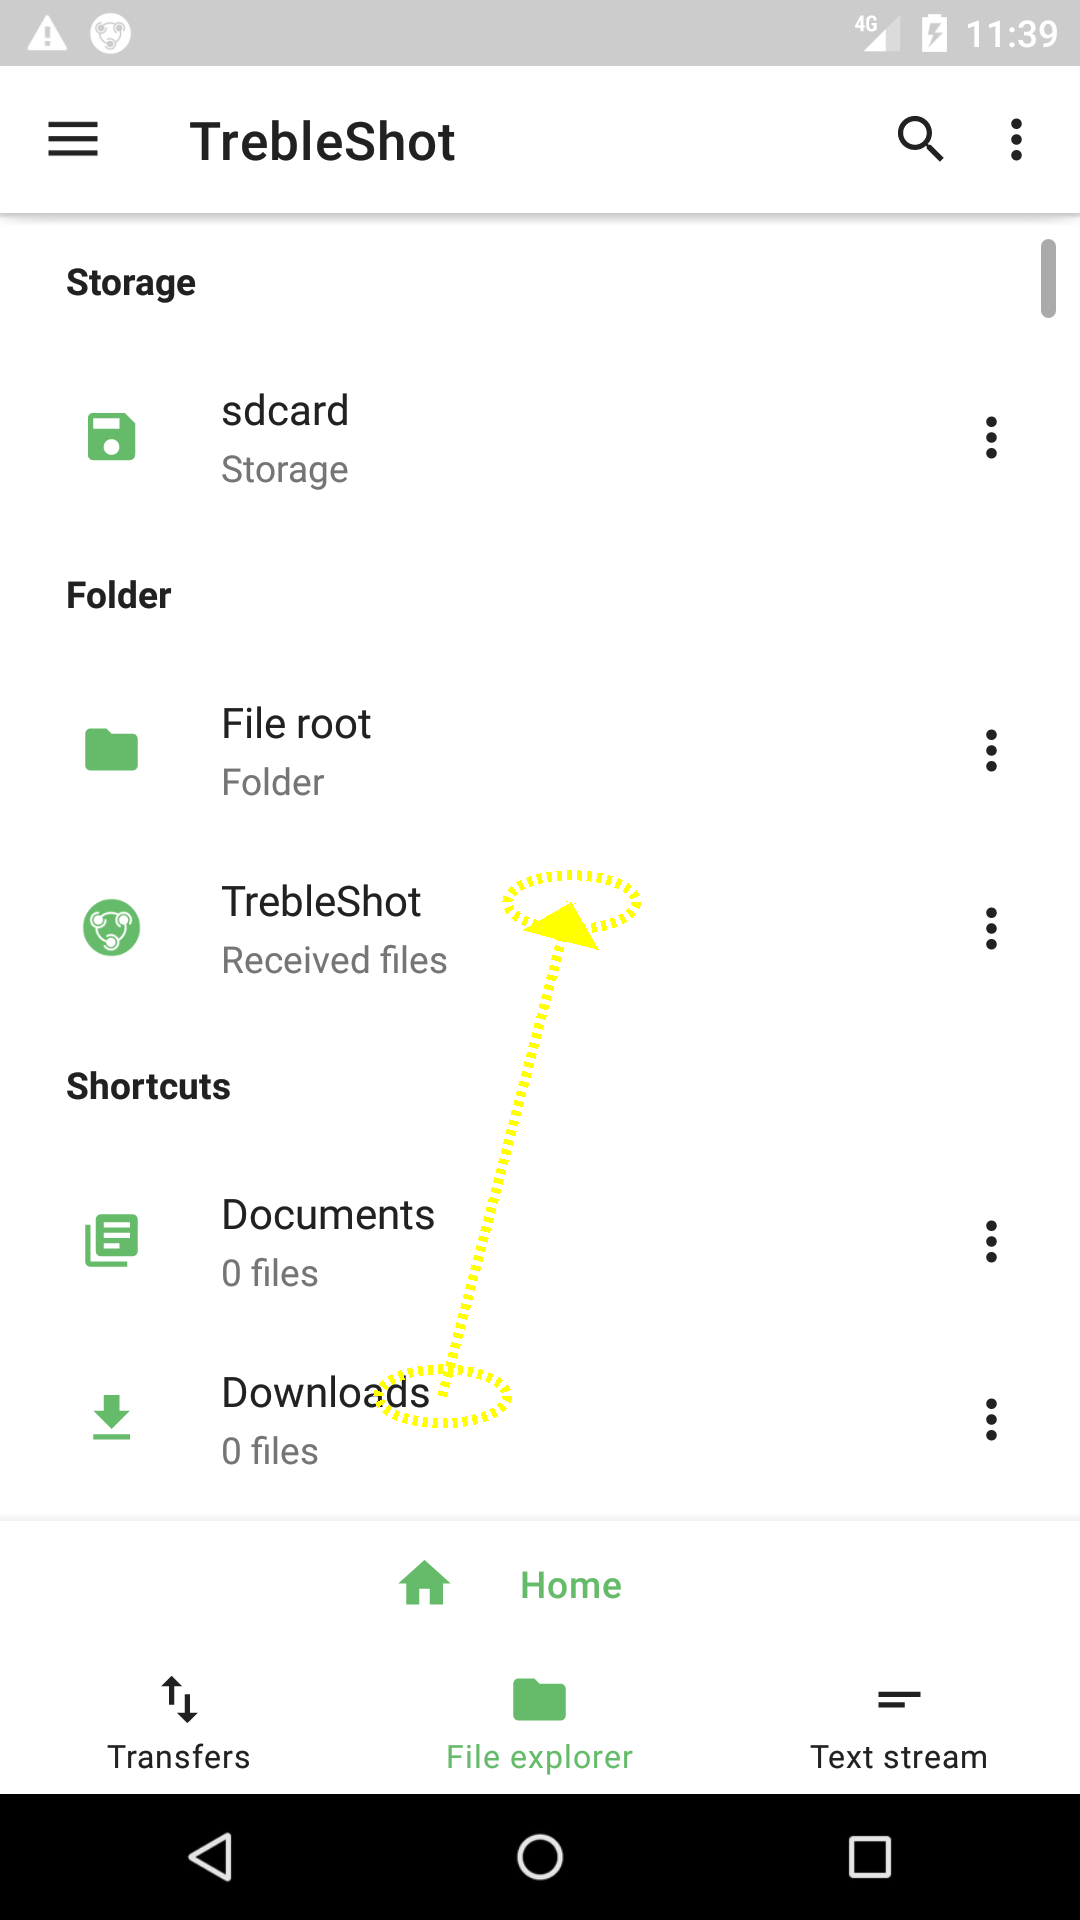 4G 11:39
TrebleShot
Storage
sdcard
Storage
Folder
File root
Folder
TrebleShot
Received files
Shortcuts
Documents
0 files
Downloads
0 files
Home
Transfers File explorer Text stream